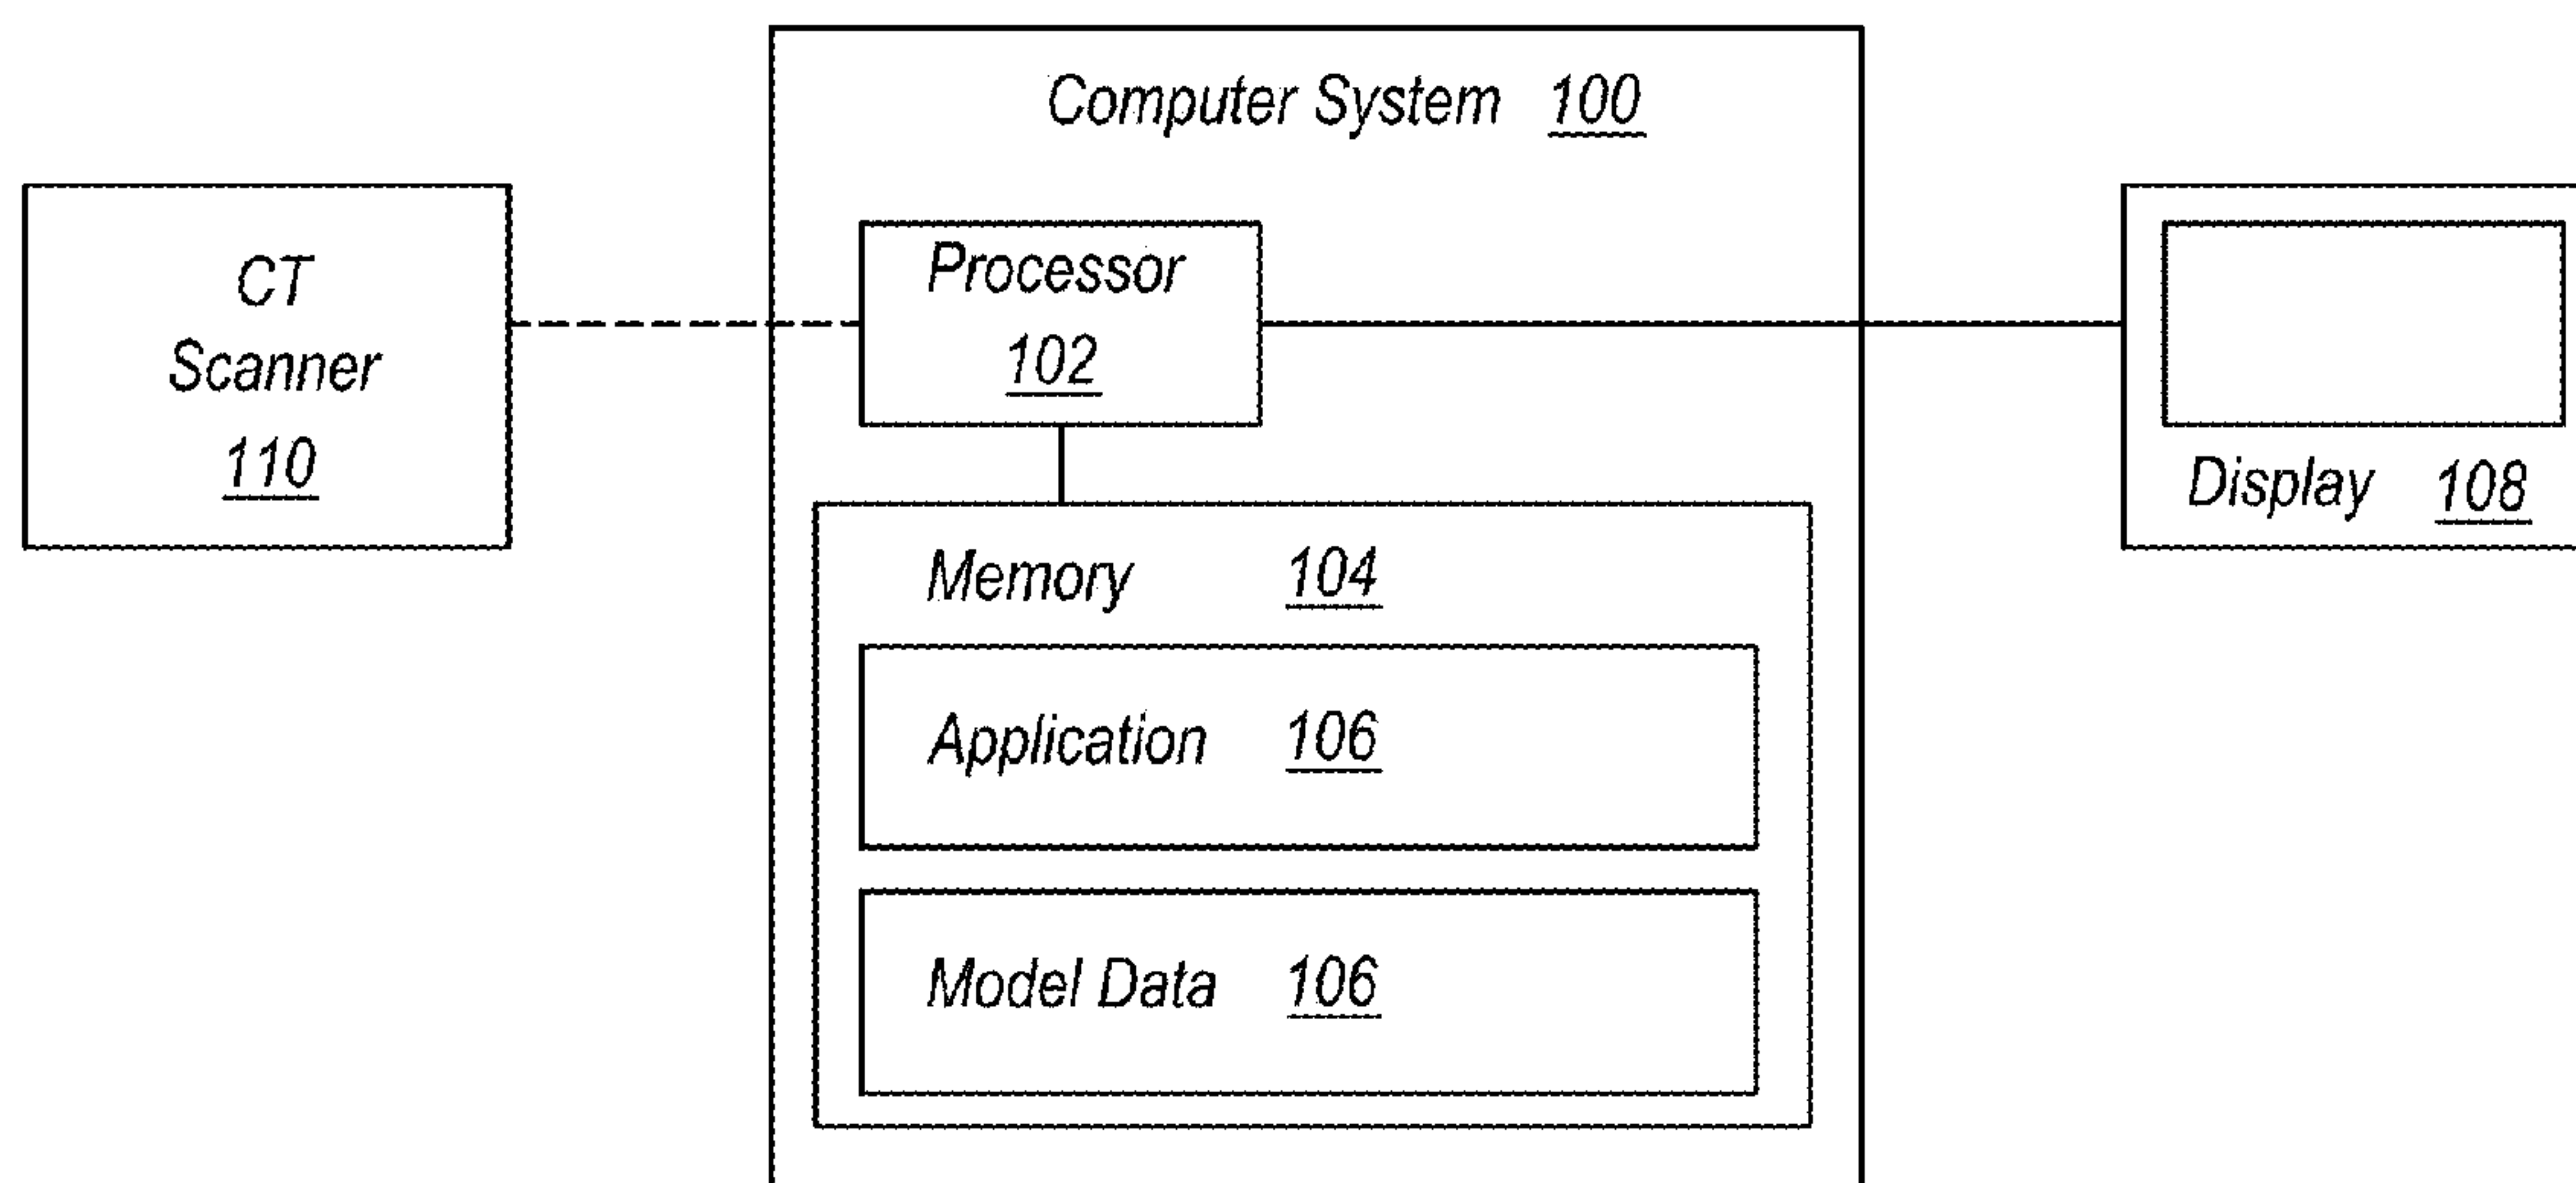 Computer System 100
CT
Scanner
110
Processor
102
Display 108
Memory 104
Application 106
Model Data 106